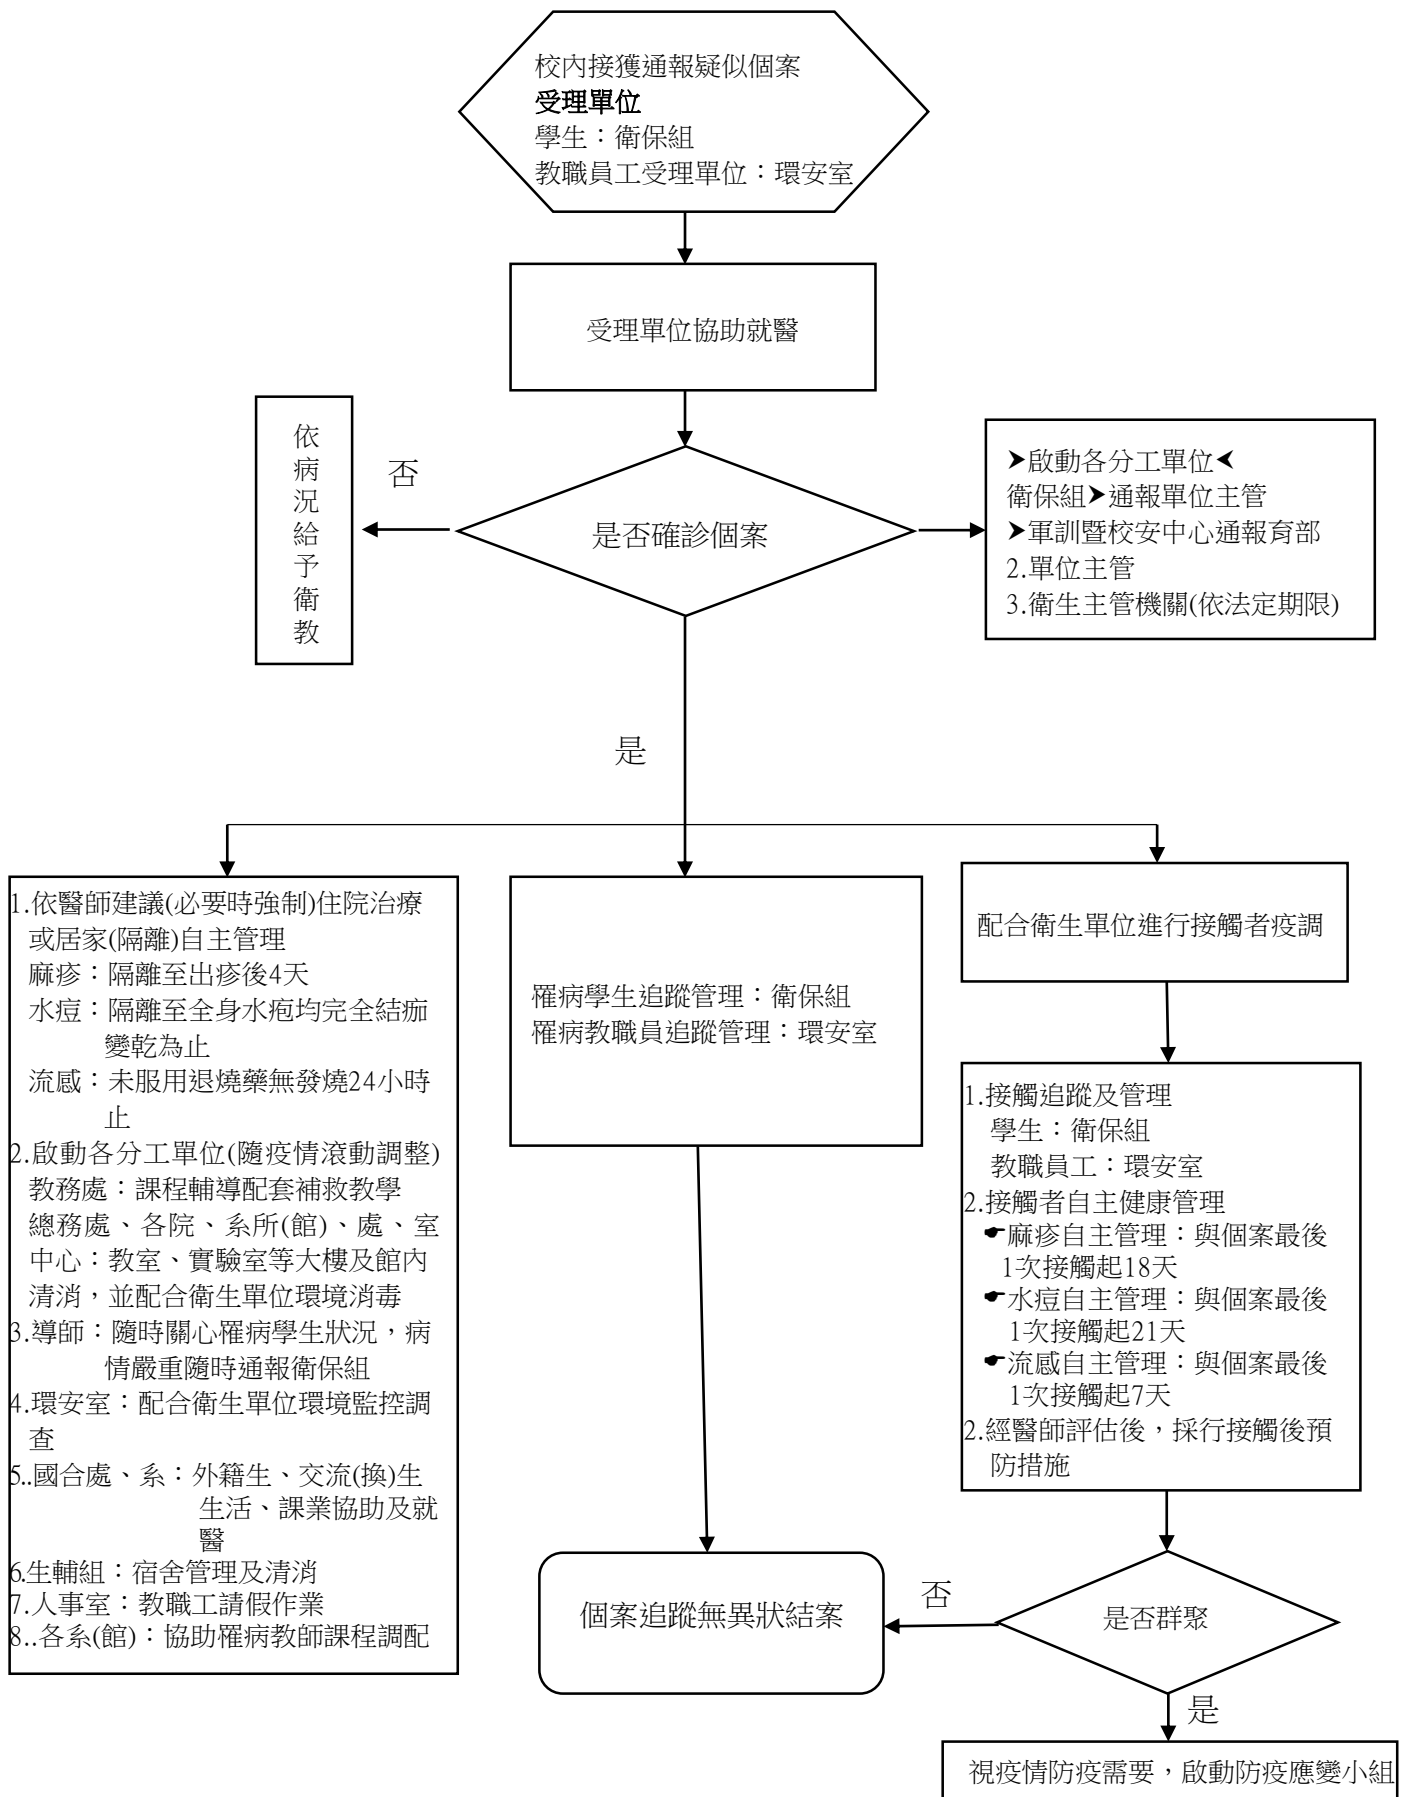 校內接獲通報疑似個案
受理單位
學生：衛保組
教職員工受理單位：環安室
受理單位協助就醫
依
病
況
給
予
衛
教
否
是否確診個案
➤啟動各分工單位⮜
衛保組➤通報單位主管
➤軍訓暨校安中心通報育部
2.單位主管
3.衛生主管機關(依法定期限)
是
1.依醫師建議(必要時強制)住院治療
或居家(隔離)自主管理
麻疹：隔離至出疹後4天
水痘：隔離至全身水疱均完全結痂
變乾為止
流感：未服用退燒藥無發燒24小時
止
2.啟動各分工單位(隨疫情滾動調整)
教務處：課程輔導配套補救教學
總務處、各院、系所(館)、處、室
中心：教室、實驗室等大樓及館內
清消，並配合衛生單位環境消毒
3.導師：隨時關心罹病學生狀況，病
情嚴重隨時通報衛保組
4.環安室：配合衛生單位環境監控調
查
5..國合處、系：外籍生、交流(換)生
生活、課業協助及就
醫
6.生輔組：宿舍管理及清消
7.人事室：教職工請假作業
8..各系(館)：協助罹病教師課程調配
罹病學生追蹤管理：衛保組
罹病教職員追蹤管理：環安室
配合衛生單位進行接觸者疫調
1.接觸追蹤及管理
學生：衛保組
教職員工：環安室
2.接觸者自主健康管理
☛麻疹自主管理：與個案最後
1次接觸起18天
☛水痘自主管理：與個案最後
1次接觸起21天
☛流感自主管理：與個案最後
1次接觸起7天
2.經醫師評估後，採行接觸後預
防措施
個案追蹤無異狀結案
否
是否群聚
是
視疫情防疫需要，啟動防疫應變小組